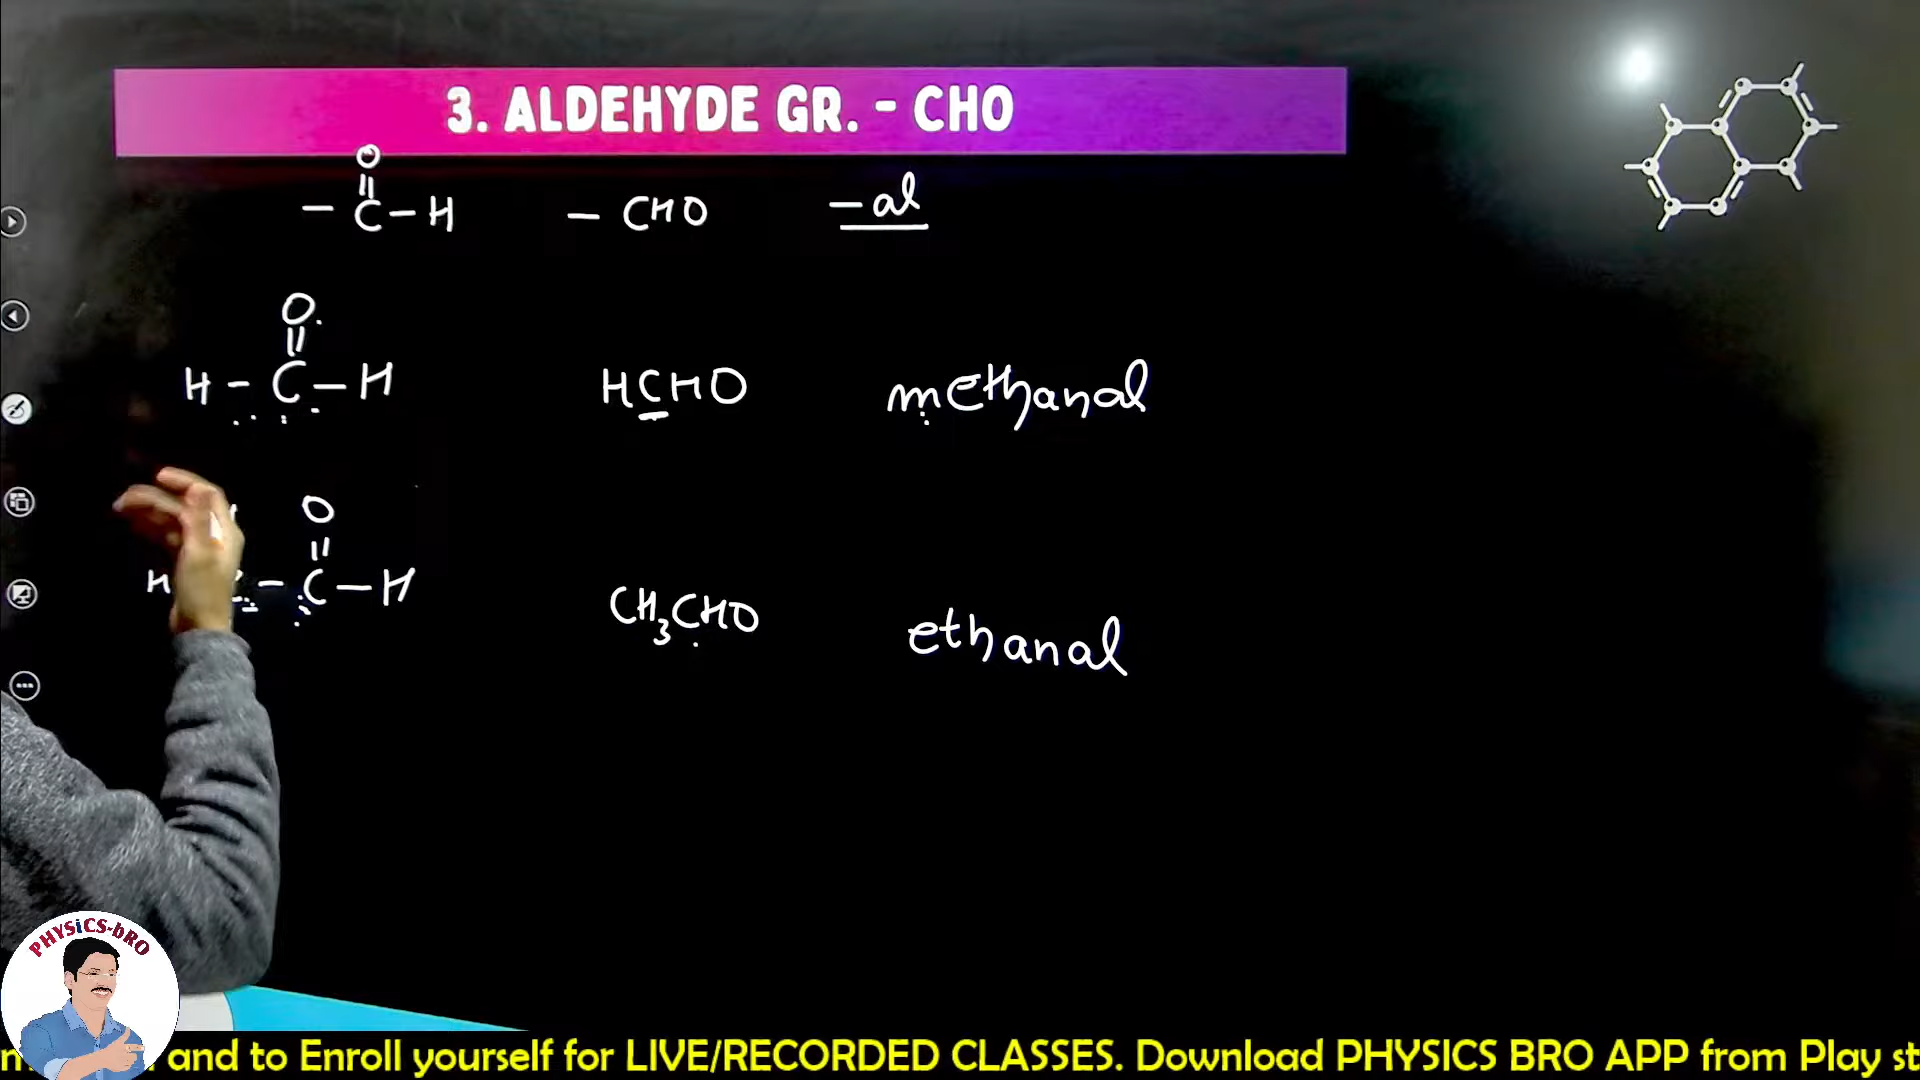 3. ALDEHYDE GR. - CHO
O
||
– C – H – CHO – al
O
||
H – C – H HCHO methanal
O
||
H – C – H CH₃CHO ethanal
PHYSiCS-bRO
and to Enroll yourself for LIVE/RECORDED CLASSES. Download PHYSICS BRO APP from Play st